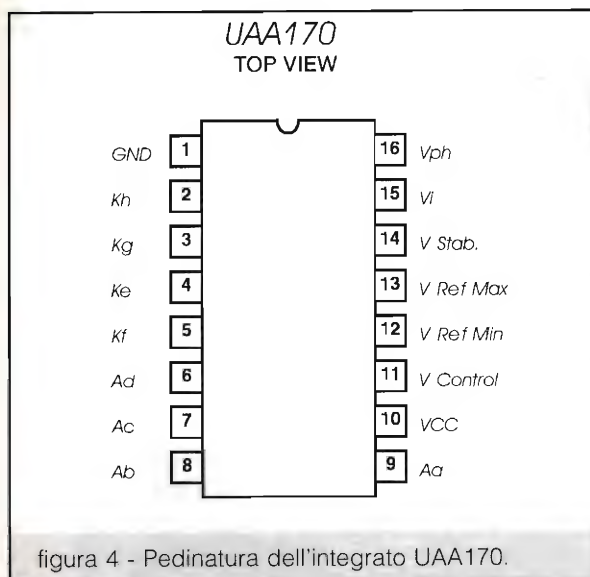 UAA170
TOP VIEW
GND 1 16 Vph
Kh 2 15 Vi
Kg 3 14 V Stab.
Ke 4 13 V Ref Max
Kf 5 12 V Ref Min
Ad 6 11 V Control
Ac 7 10 VCC
Ab 8 9 Aa
figura 4 - Pedinatura dell'integrato UAA170.